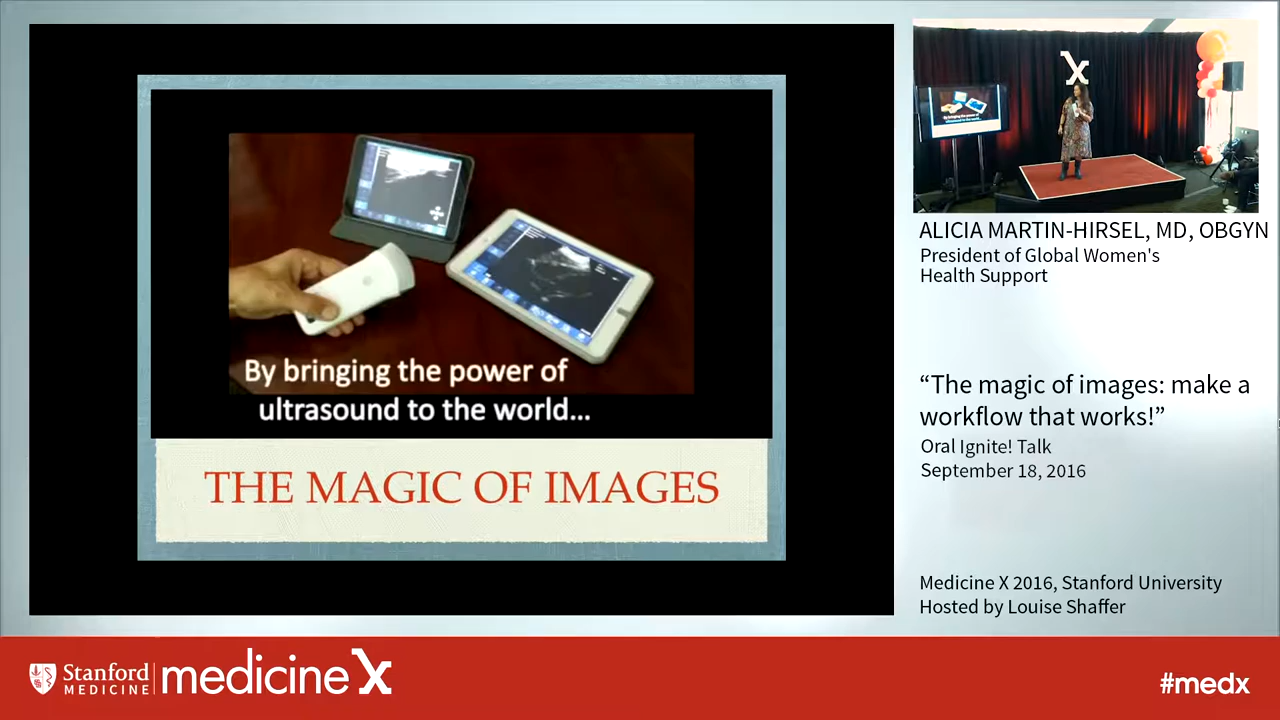 By bringing the power of
ultrasound to the world...
THE MAGIC OF IMAGES
ALICIA MARTIN-HIRSEL, MD, OBGYN
President of Global Women's
Health Support
“The magic of images: make a
workflow that works!”
Oral Ignite! Talk
September 18, 2016
Medicine X 2016, Stanford University
Hosted by Louise Shaffer
Stanford
MEDICINE
medicine X
#medx